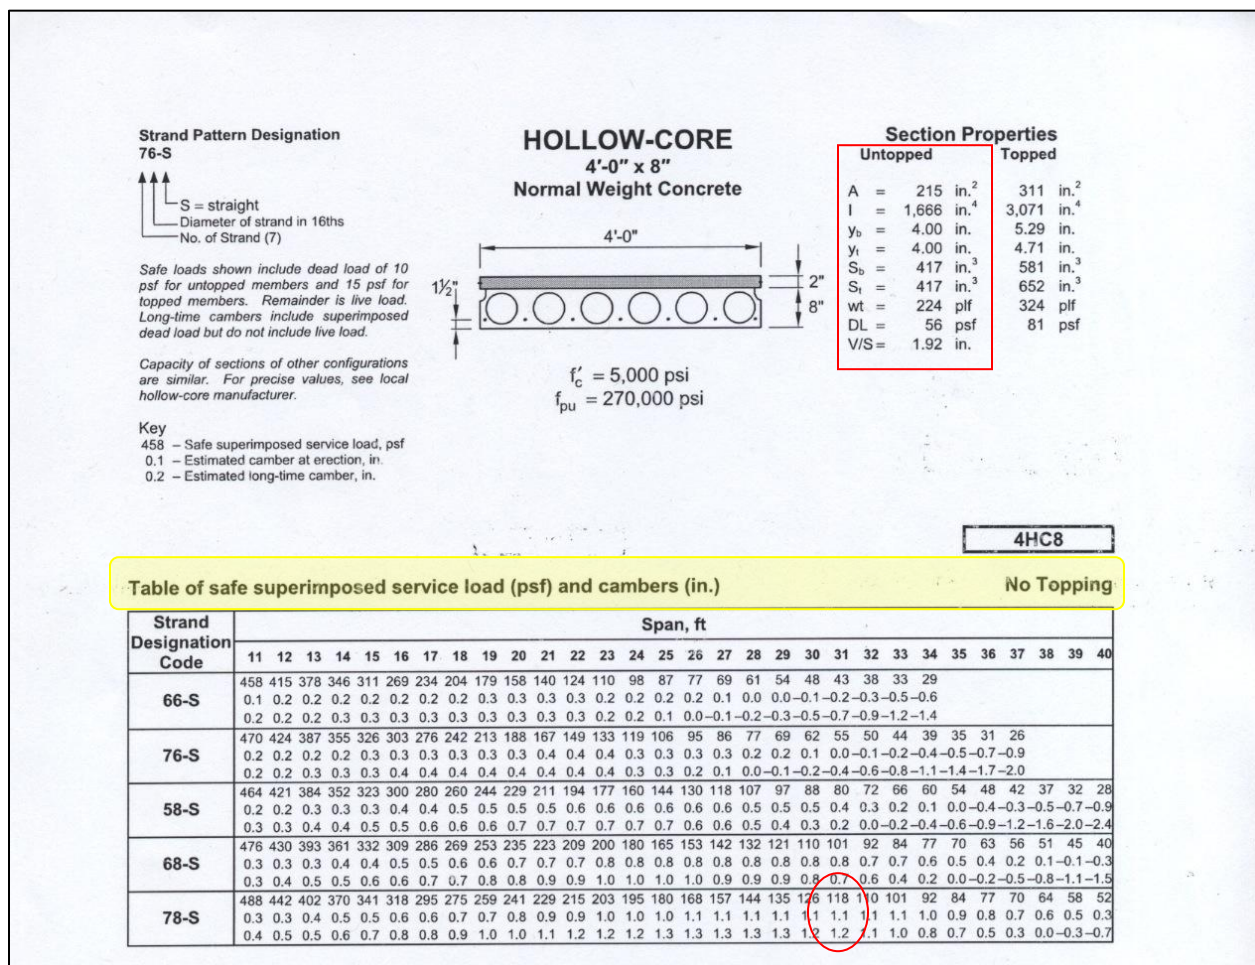 Strand Pattern Designation
76-S
S = straight
Diameter of strand in 16ths
No. of Strand (7)
Safe loads shown include dead load of 10
psf for untopped members and 15 psf for
topped members. Remainder is live load.
Long-time cambers include superimposed
dead load but do not include live load.
Capacity of sections of other configurations
are similar. For precise values, see local
hollow-core manufacturer.
Key
458 – Safe superimposed service load, psf
0.1 – Estimated camber at erection, in.
0.2 – Estimated long-time camber, in.
HOLLOW-CORE
4'-0" x 8"
Normal Weight Concrete
4'-0"
1½"
2"
8"
f'c = 5,000 psi
fpu = 270,000 psi
Section Properties
Untopped Topped
A = 215 in.² 311 in.²
I = 1,666 in.⁴ 3,071 in.⁴
yb = 4.00 in. 5.29 in.
yt = 4.00 in. 4.71 in.
Sb = 417 in.³ 581 in.³
St = 417 in.³ 652 in.³
wt = 224 plf 324 plf
DL = 56 psf 81 psf
V/S = 1.92 in.
4HC8
Table of safe superimposed service load (psf) and cambers (in.) No Topping
Strand Designation Code
Span, ft
11 12 13 14 15 16 17 18 19 20 21 22 23 24 25 26 27 28 29 30 31 32 33 34 35 36 37 38 39 40
66-S
458 415 378 346 311 269 234 204 179 158 140 124 110 98 87 77 69 61 54 48 43 38 33 29
0.1 0.2 0.2 0.2 0.2 0.2 0.2 0.2 0.3 0.3 0.3 0.3 0.2 0.2 0.2 0.2 0.1 0.0 0.0 –0.1 –0.2 –0.3 –0.5 –0.6
0.2 0.2 0.2 0.3 0.3 0.3 0.3 0.3 0.3 0.3 0.3 0.3 0.2 0.2 0.1 0.0 –0.1 –0.2 –0.3 –0.5 –0.7 –0.9 –1.2 –1.4
76-S
470 424 387 355 326 303 276 242 213 188 167 149 133 119 106 95 86 77 69 62 55 50 44 39 35 31 26
0.2 0.2 0.2 0.2 0.3 0.3 0.3 0.3 0.3 0.3 0.4 0.4 0.4 0.3 0.3 0.3 0.3 0.2 0.2 0.1 0.0 –0.1 –0.2 –0.4 –0.5 –0.7 –0.9
0.2 0.2 0.3 0.3 0.3 0.4 0.4 0.4 0.4 0.4 0.4 0.4 0.4 0.3 0.3 0.2 0.1 0.0 –0.1 –0.2 –0.4 –0.6 –0.8 –1.1 –1.4 –1.7 –2.0
58-S
464 421 384 352 323 300 280 260 244 229 211 194 177 160 144 130 118 107 97 88 80 72 66 60 54 48 42 37 32 28
0.2 0.2 0.3 0.3 0.3 0.4 0.4 0.5 0.5 0.5 0.5 0.6 0.6 0.6 0.6 0.6 0.6 0.5 0.5 0.5 0.4 0.3 0.2 0.1 0.0 –0.4 –0.3 –0.5 –0.7 –0.9
0.3 0.3 0.4 0.4 0.5 0.5 0.6 0.6 0.6 0.7 0.7 0.7 0.7 0.7 0.7 0.6 0.6 0.5 0.4 0.3 0.2 0.0 –0.2 –0.4 –0.6 –0.9 –1.2 –1.6 –2.0 –2.4
68-S
476 430 393 361 332 309 286 269 253 235 223 209 200 180 165 153 142 132 121 110 101 92 84 77 70 63 56 51 45 40
0.3 0.3 0.3 0.4 0.4 0.5 0.5 0.6 0.6 0.7 0.7 0.7 0.8 0.8 0.8 0.8 0.8 0.8 0.8 0.8 0.8 0.7 0.7 0.6 0.5 0.4 0.2 0.1 –0.1 –0.3
0.3 0.4 0.5 0.5 0.6 0.6 0.7 0.7 0.8 0.8 0.9 0.9 1.0 1.0 1.0 1.0 0.9 0.9 0.9 0.8 0.7 0.6 0.4 0.2 0.0 –0.2 –0.5 –0.8 –1.1 –1.5
78-S
488 442 402 370 341 318 295 275 259 241 229 215 203 195 180 168 157 144 135 126 118 110 101 92 84 77 70 64 58 52
0.3 0.3 0.4 0.5 0.5 0.6 0.6 0.7 0.7 0.8 0.9 0.9 1.0 1.0 1.0 1.1 1.1 1.1 1.1 1.1 1.1 1.1 1.1 1.0 0.9 0.8 0.7 0.6 0.5 0.3
0.4 0.5 0.5 0.6 0.7 0.8 0.8 0.9 1.0 1.0 1.1 1.2 1.2 1.2 1.3 1.3 1.3 1.3 1.3 1.2 1.2 1.1 1.0 0.8 0.7 0.5 0.3 0.0 –0.3 –0.7